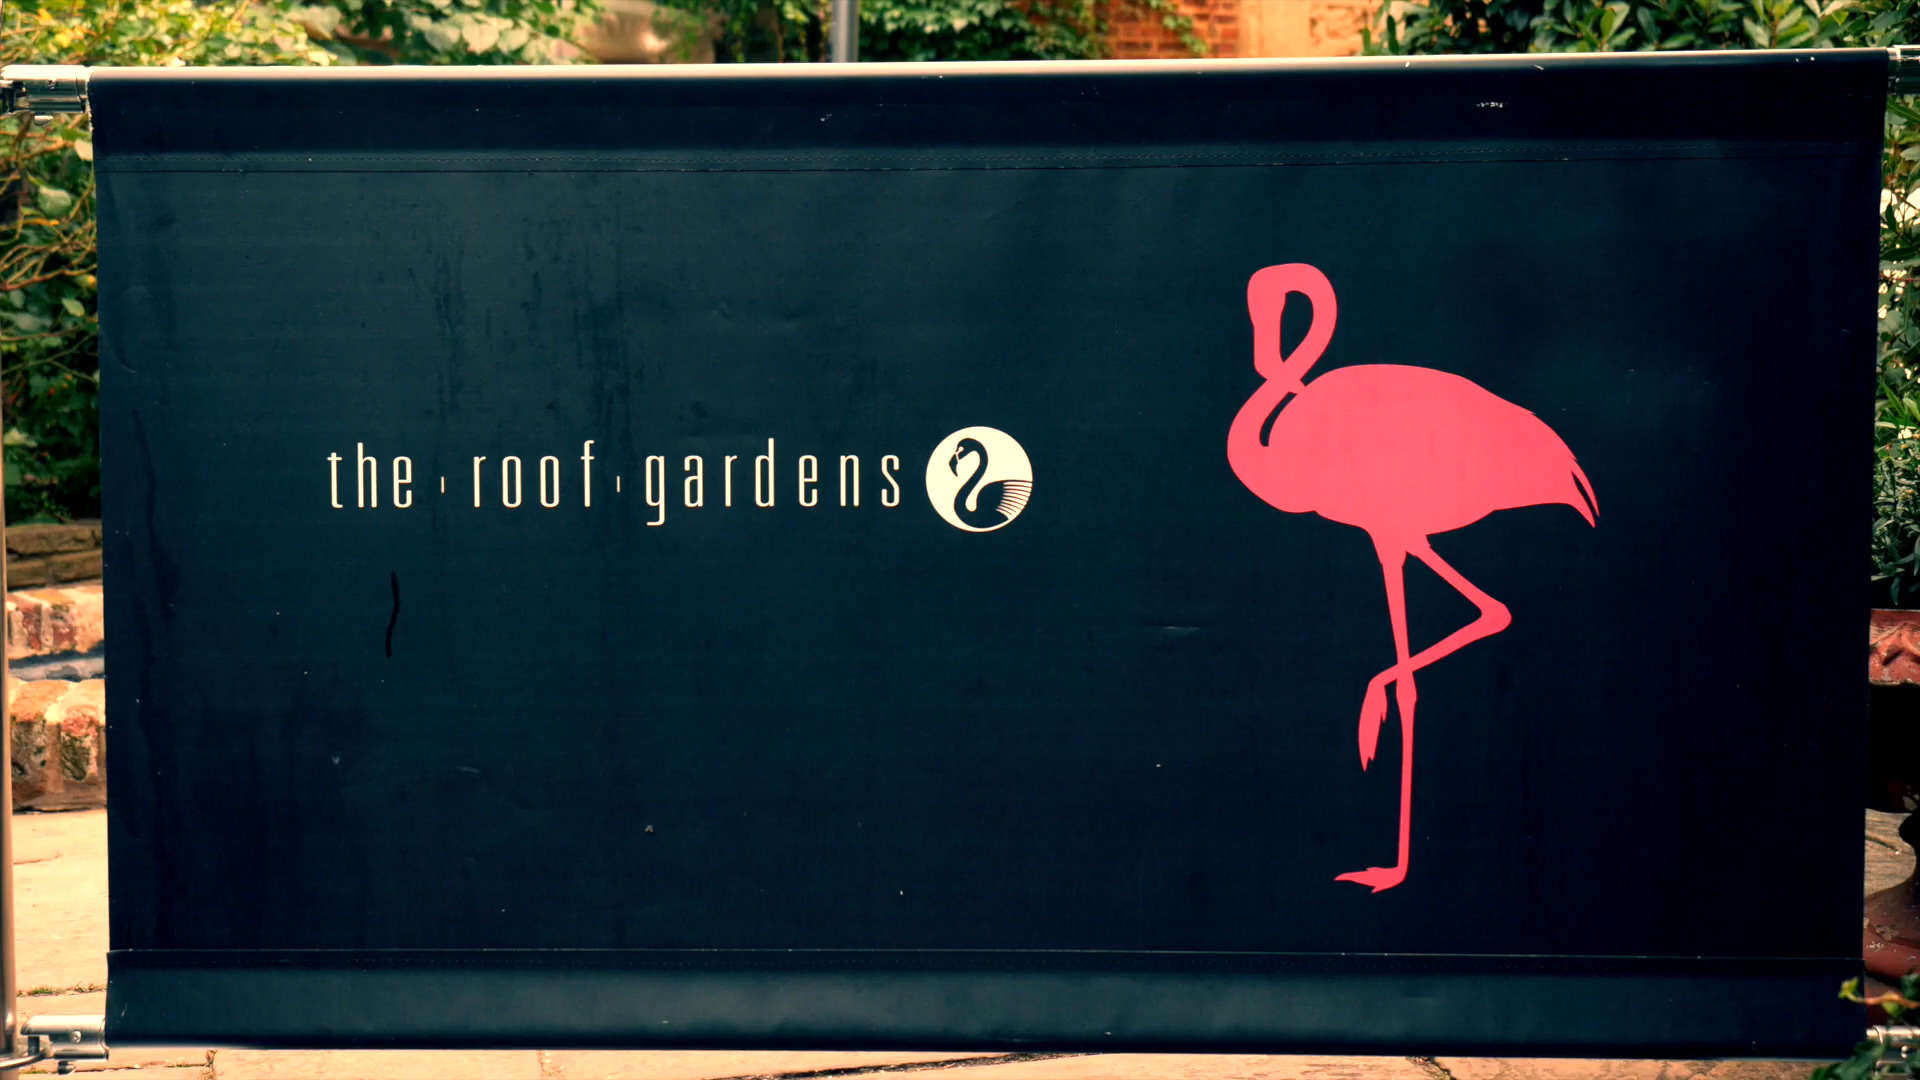 the · roof · gardens